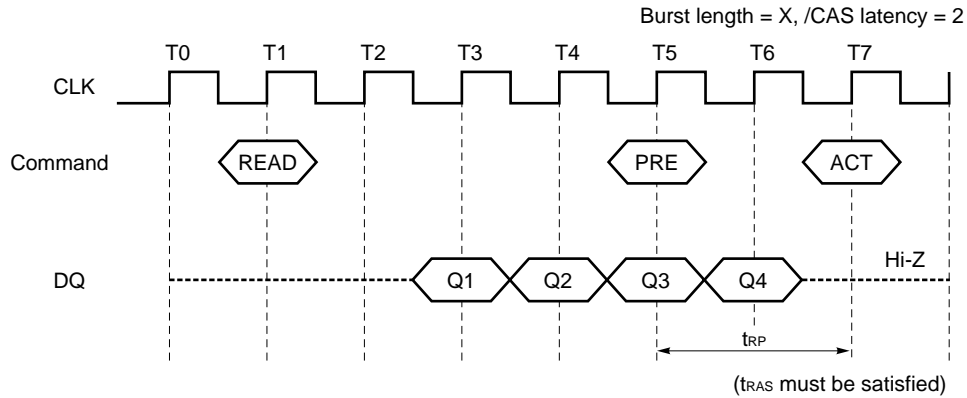 Burst length = X, /CAS latency = 2
T0 T1 T2 T3 T4 T5 T6 T7
CLK
Command READ PRE ACT
Hi-Z
DQ Q1 Q2 Q3 Q4
tRP
(tRAS must be satisfied)